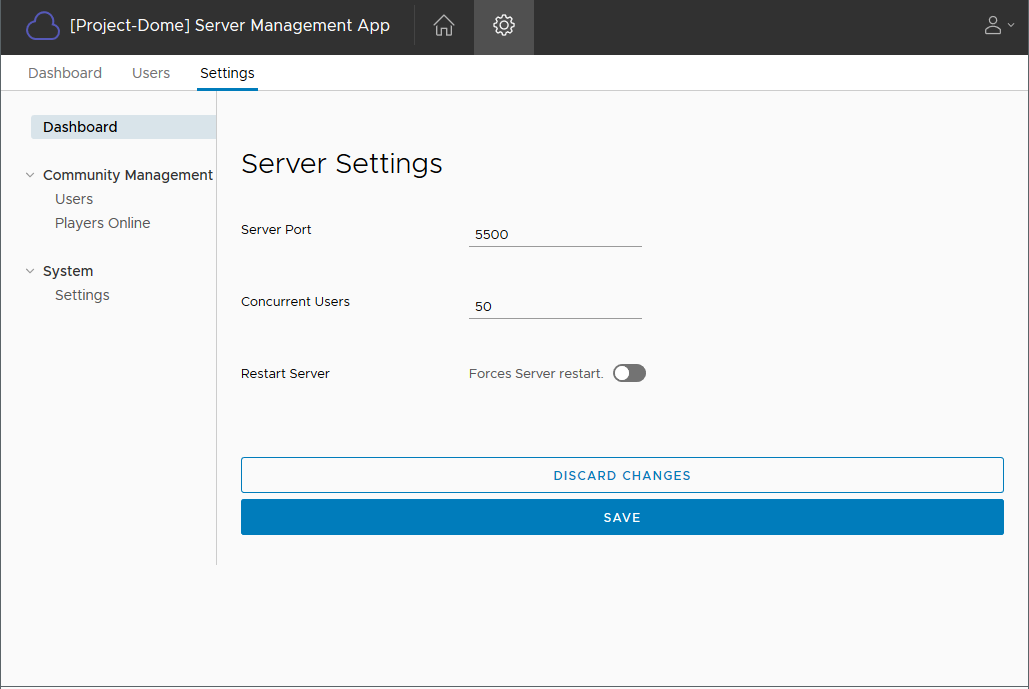 [Project-Dome] Server Management App
Dashboard Users Settings
Dashboard
Community Management
Users
Players Online
System
Settings
Server Settings
Server Port 5500
Concurrent Users 50
Restart Server Forces Server restart.
DISCARD CHANGES
SAVE